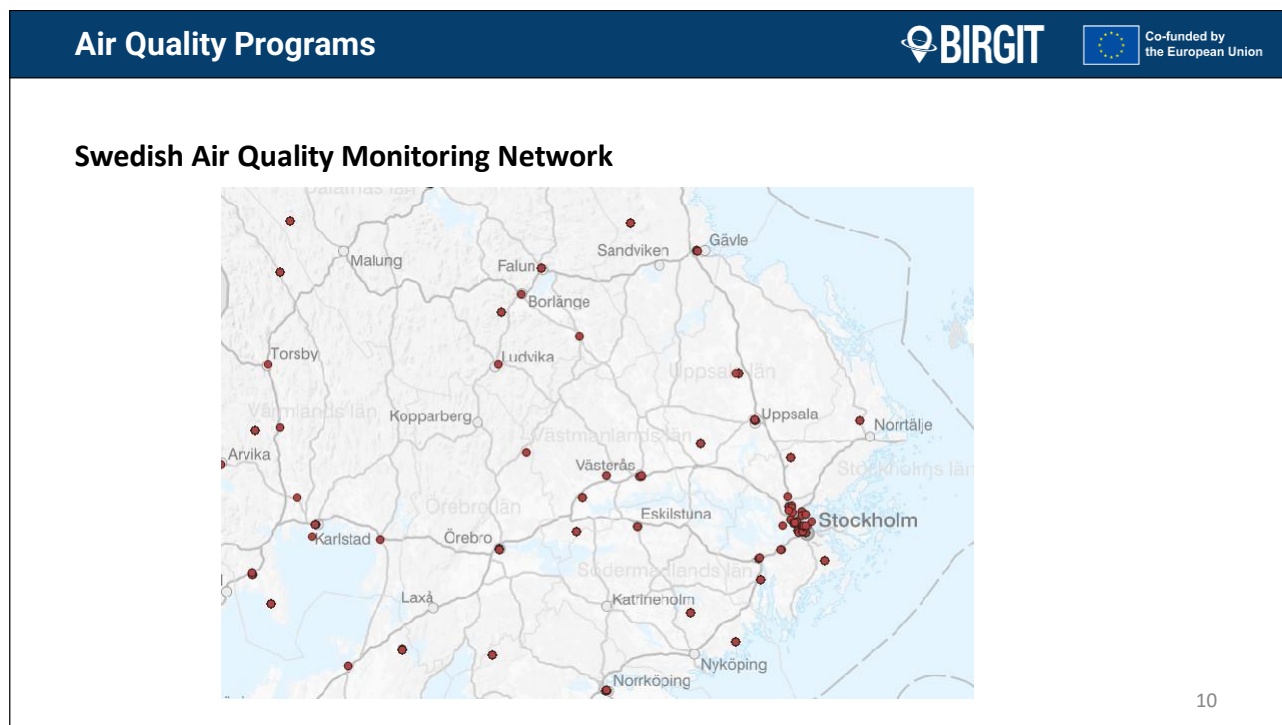 Air Quality Programs
BIRGIT
Co-funded by
the European Union
Swedish Air Quality Monitoring Network
Dalarnas län
Malung
Falun
Sandviken
Gävle
Borlänge
Torsby
Ludvika
Uppsala län
Värmlands län
Kopparberg
Uppsala
Norrtälje
Västmanlands län
Arvika
Västerås
Stockholms län
Örebro län
Eskilstuna
Stockholm
Karlstad
Örebro
Södermanlands län
Laxå
Katrineholm
Nyköping
Norrköping
10